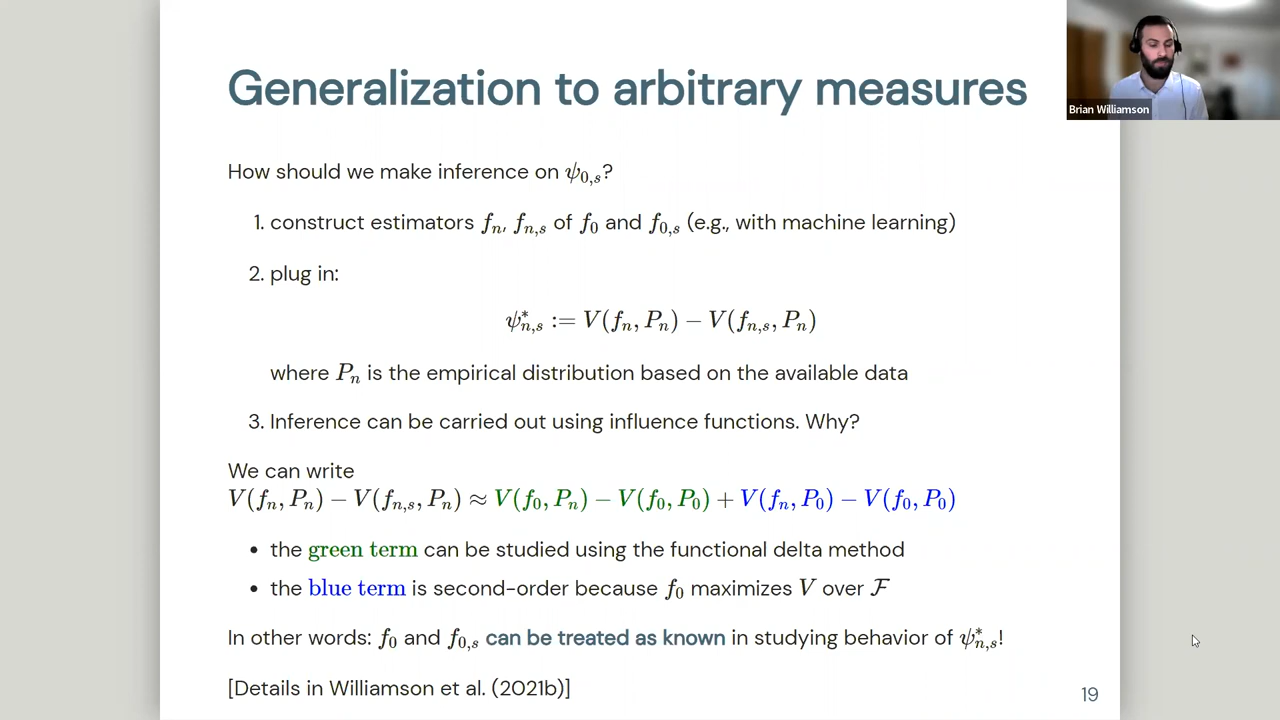 Generalization to arbitrary measures
Brian Williamson
How should we make inference on ψ₀,ₛ?
1. construct estimators fₙ, fₙ,ₛ of f₀ and f₀,ₛ (e.g., with machine learning)
2. plug in:
ψ*ₙ,ₛ := V(fₙ, Pₙ) − V(fₙ,ₛ, Pₙ)
where Pₙ is the empirical distribution based on the available data
3. Inference can be carried out using influence functions. Why?
We can write
V(fₙ, Pₙ) − V(fₙ,ₛ, Pₙ) ≈ V(f₀, Pₙ) − V(f₀, P₀) + V(fₙ, P₀) − V(f₀, P₀)
• the green term can be studied using the functional delta method
• the blue term is second-order because f₀ maximizes V over ℱ
In other words: f₀ and f₀,ₛ can be treated as known in studying behavior of ψ*ₙ,ₛ!
[Details in Williamson et al. (2021b)]
19